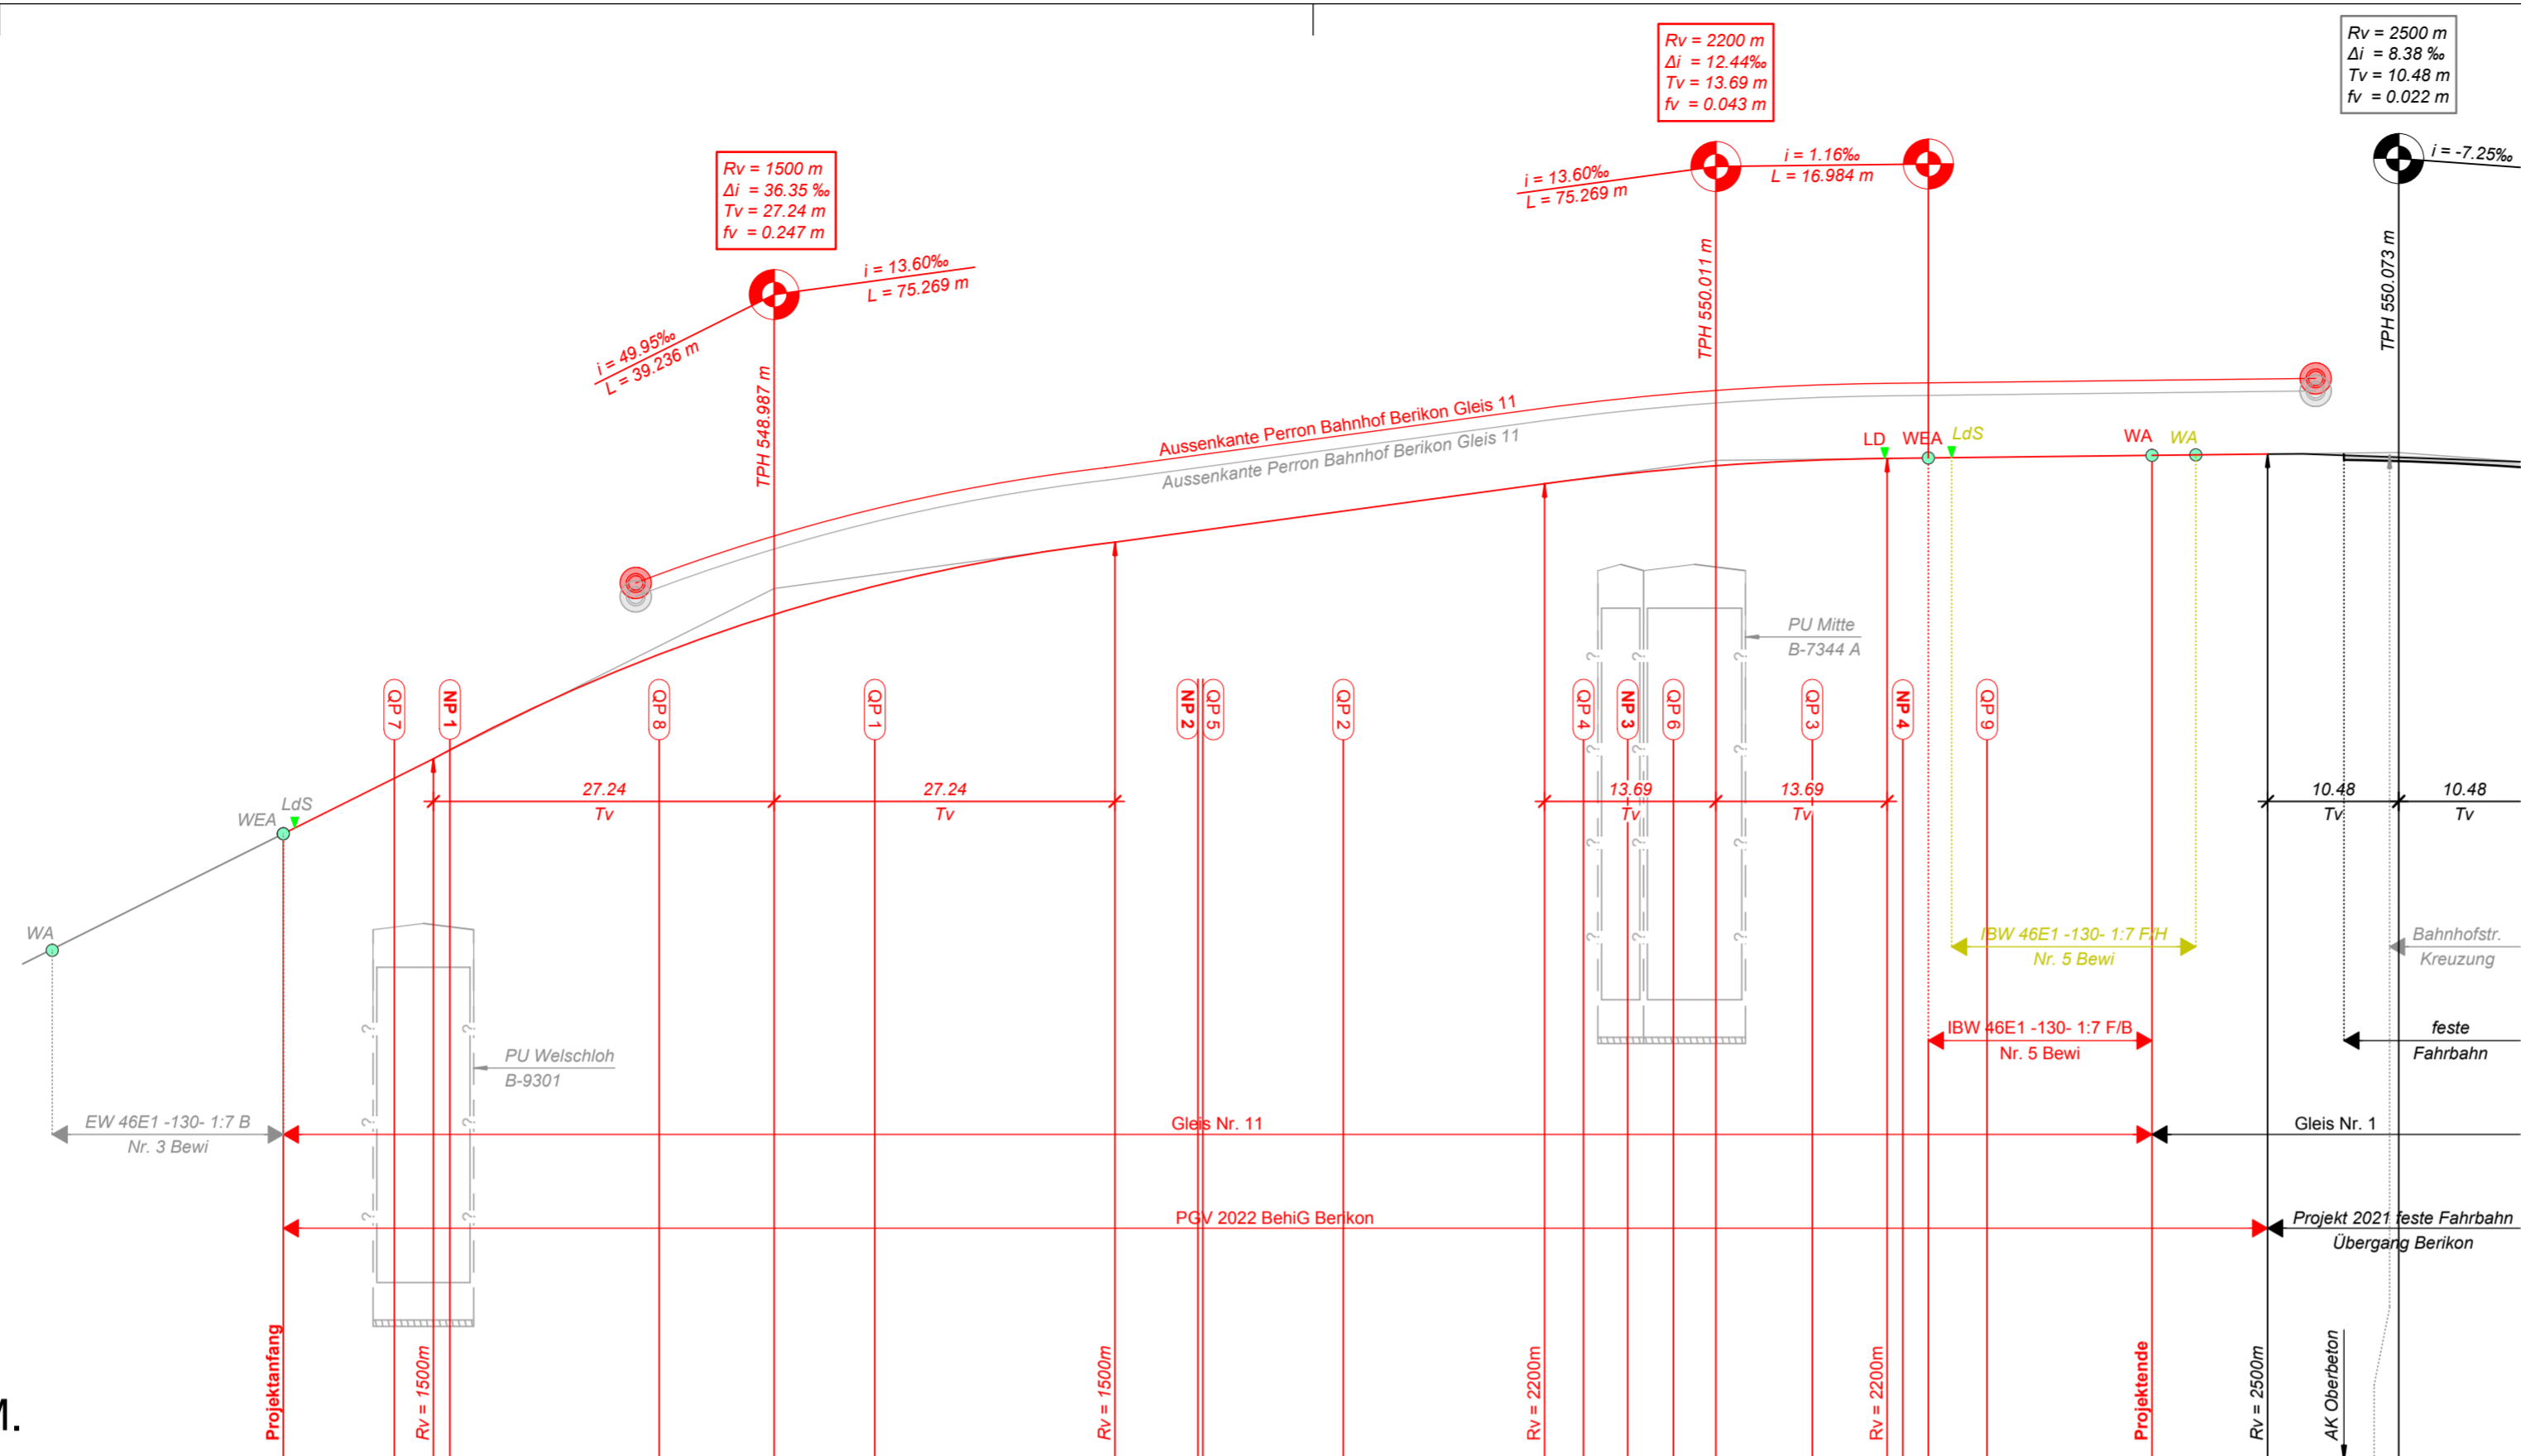 Rv = 1500 m
Δi = 36.35 ‰
Tv = 27.24 m
fv = 0.247 m
Rv = 2200 m
Δi = 12.44‰
Tv = 13.69 m
fv = 0.043 m
Rv = 2500 m
Δi = 8.38 ‰
Tv = 10.48 m
fv = 0.022 m
i = 49.95‰
L = 39.236 m
i = 13.60‰
L = 75.269 m
i = 13.60‰
L = 75.269 m
i = 1.16‰
L = 16.984 m
i = -7.25‰
TPH 548.987 m
TPH 550.011 m
TPH 550.073 m
Aussenkante Perron Bahnhof Berikon Gleis 11
Aussenkante Perron Bahnhof Berikon Gleis 11
LD
WEA
LdS
WA
WA
PU Mitte
B-7344 A
QP 7
NP 1
QP 8
QP 1
NP 2
QP 5
QP 2
QP 4
NP 3
QP 6
QP 3
NP 4
QP 9
27.24
Tv
27.24
Tv
13.69
Tv
13.69
Tv
10.48
Tv
10.48
Tv
LdS
WEA
WA
IBW 46E1 -130- 1:7 F/H
Nr. 5 Bewi
Bahnhofstr.
Kreuzung
IBW 46E1 -130- 1:7 F/B
Nr. 5 Bewi
feste
Fahrbahn
PU Welschloh
B-9301
EW 46E1 -130- 1:7 B
Nr. 3 Bewi
Gleis Nr. 11
Gleis Nr. 1
PGV 2022 BehiG Berikon
Projekt 2021 feste Fahrbahn
Übergang Berikon
Projektanfang
Rv = 1500m
Rv = 1500m
Rv = 2200m
Rv = 2200m
Projektende
Rv = 2500m
AK Oberbeton
? ? ? ? ? ?
? ? ? ? ? ? ? ? ? ? ? ?